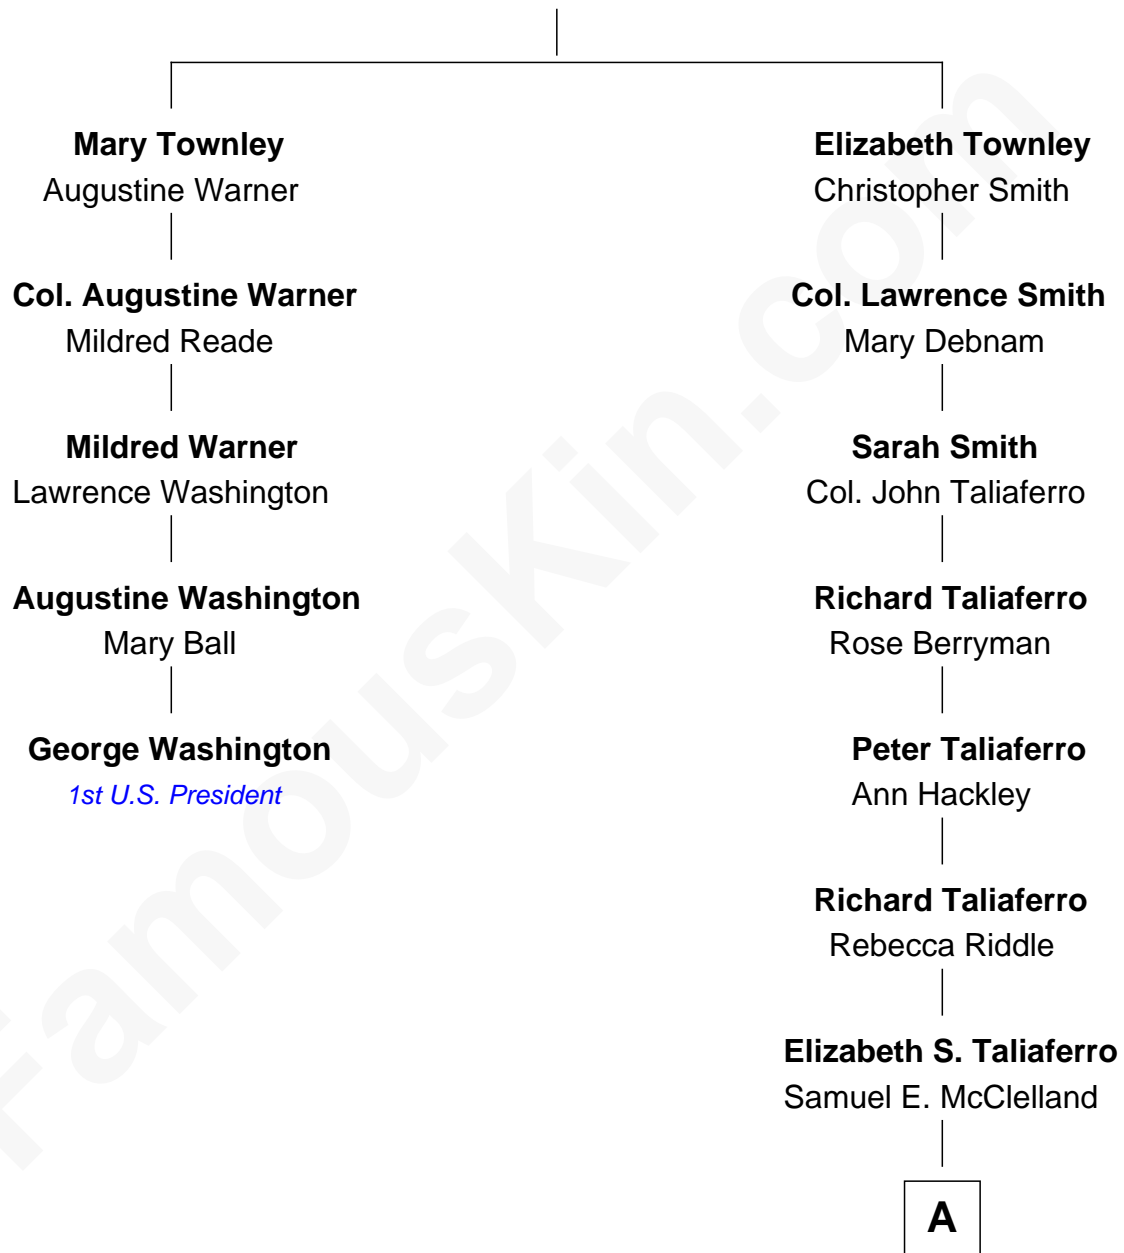 Mary Townley
Augustine Warner
Col. Augustine Warner
Mildred Reade
Mildred Warner
Lawrence Washington
Augustine Washington
Mary Ball
George Washington
1st U.S. President
Elizabeth Townley
Christopher Smith
Col. Lawrence Smith
Mary Debnam
Sarah Smith
Col. John Taliaferro
Richard Taliaferro
Rose Berryman
Peter Taliaferro
Ann Hackley
Richard Taliaferro
Rebecca Riddle
Elizabeth S. Taliaferro
Samuel E. McClelland
A
FamousKin.com